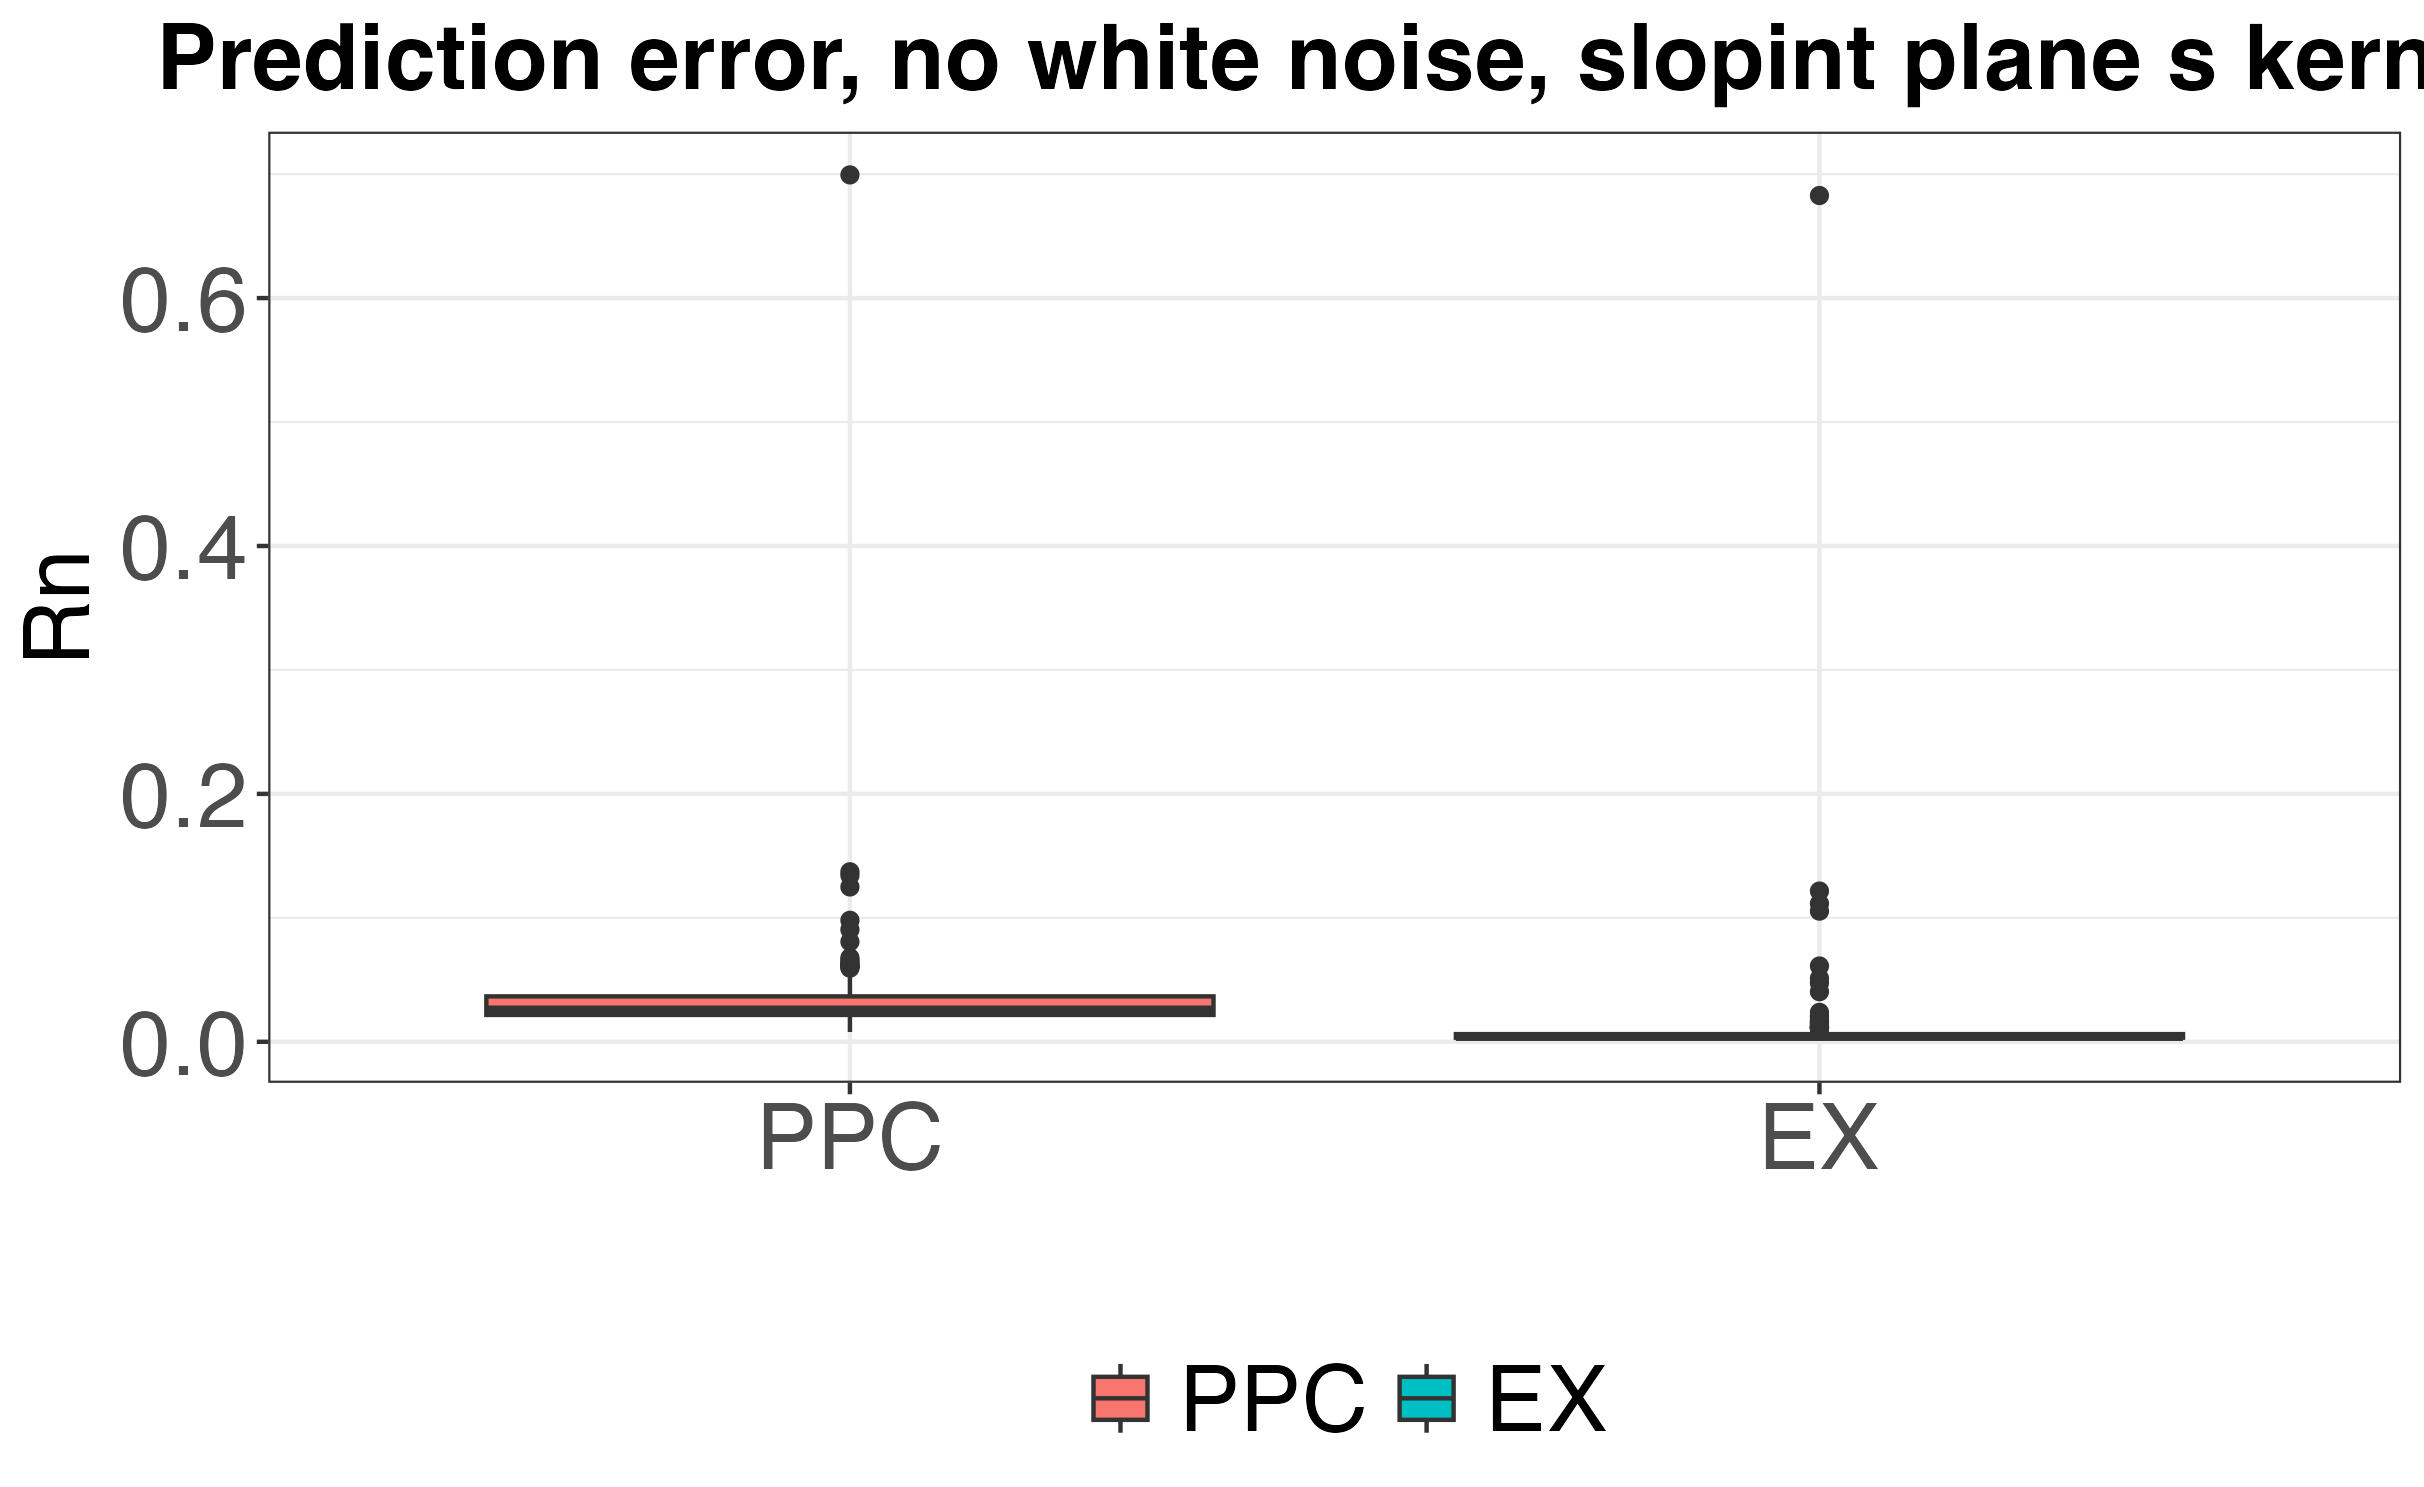 Prediction error, no white noise, slopint plane s kern
0.6
0.4
0.2
0.0
Rn
PPC EX
PPC EX